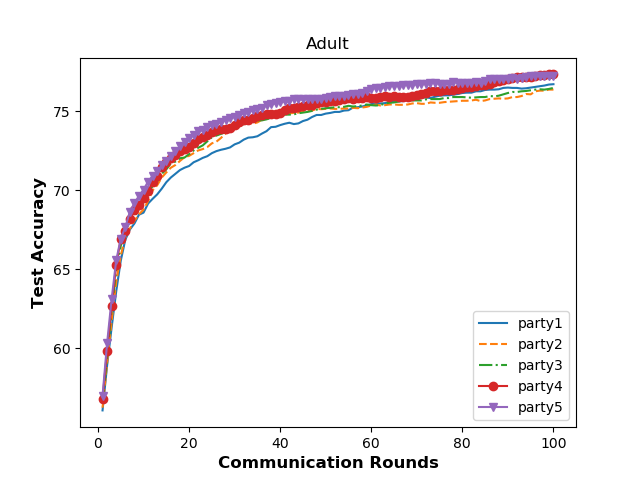 Adult
Test Accuracy
75
70
65
60
0 20 40 60 80 100
Communication Rounds
party1
party2
party3
party4
party5